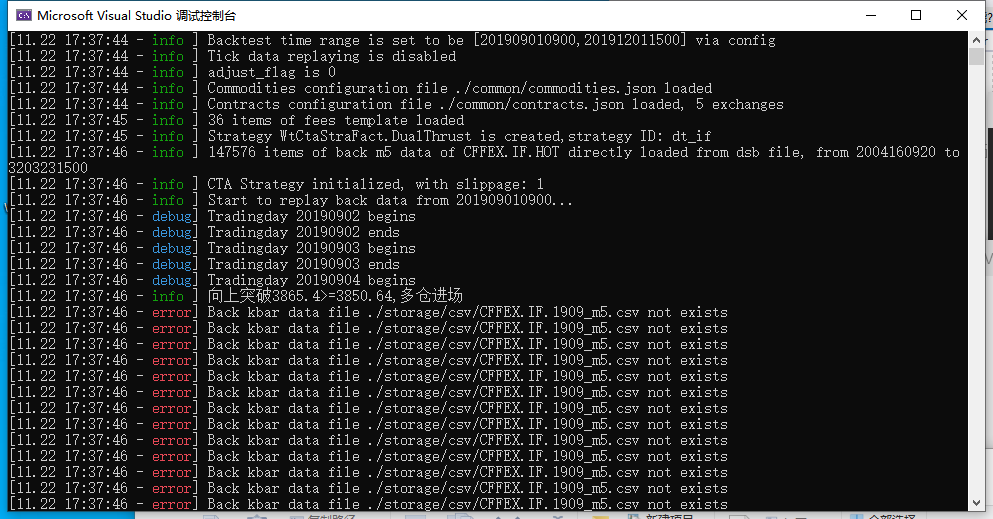 Microsoft Visual Studio 调试控制台
[11.22 17:37:44 - info ] Backtest time range is set to be [201909010900,201912011500] via config
[11.22 17:37:44 - info ] Tick data replaying is disabled
[11.22 17:37:44 - info ] adjust_flag is 0
[11.22 17:37:44 - info ] Commodities configuration file ./common/commodities.json loaded
[11.22 17:37:44 - info ] Contracts configuration file ./common/contracts.json loaded, 5 exchanges
[11.22 17:37:45 - info ] 36 items of fees template loaded
[11.22 17:37:45 - info ] Strategy WtCtaStraFact.DualThrust is created,strategy ID: dt_if
[11.22 17:37:46 - info ] 147576 items of back m5 data of CFFEX.IF.HOT directly loaded from dsb file, from 2004160920 to
3203231500
[11.22 17:37:46 - info ] CTA Strategy initialized, with slippage: 1
[11.22 17:37:46 - info ] Start to replay back data from 201909010900...
[11.22 17:37:46 - debug] Tradingday 20190902 begins
[11.22 17:37:46 - debug] Tradingday 20190902 ends
[11.22 17:37:46 - debug] Tradingday 20190903 begins
[11.22 17:37:46 - debug] Tradingday 20190903 ends
[11.22 17:37:46 - debug] Tradingday 20190904 begins
[11.22 17:37:46 - info ] 向上突破3865.4>=3850.64,多仓进场
[11.22 17:37:46 - error] Back kbar data file ./storage/csv/CFFEX.IF.1909_m5.csv not exists
[11.22 17:37:46 - error] Back kbar data file ./storage/csv/CFFEX.IF.1909_m5.csv not exists
[11.22 17:37:46 - error] Back kbar data file ./storage/csv/CFFEX.IF.1909_m5.csv not exists
[11.22 17:37:46 - error] Back kbar data file ./storage/csv/CFFEX.IF.1909_m5.csv not exists
[11.22 17:37:46 - error] Back kbar data file ./storage/csv/CFFEX.IF.1909_m5.csv not exists
[11.22 17:37:46 - error] Back kbar data file ./storage/csv/CFFEX.IF.1909_m5.csv not exists
[11.22 17:37:46 - error] Back kbar data file ./storage/csv/CFFEX.IF.1909_m5.csv not exists
[11.22 17:37:46 - error] Back kbar data file ./storage/csv/CFFEX.IF.1909_m5.csv not exists
[11.22 17:37:46 - error] Back kbar data file ./storage/csv/CFFEX.IF.1909_m5.csv not exists
[11.22 17:37:46 - error] Back kbar data file ./storage/csv/CFFEX.IF.1909_m5.csv not exists
[11.22 17:37:46 - error] Back kbar data file ./storage/csv/CFFEX.IF.1909_m5.csv not exists
[11.22 17:37:46 - error] Back kbar data file ./storage/csv/CFFEX.IF.1909_m5.csv not exists
[11.22 17:37:46 - error] Back kbar data file ./storage/csv/CFFEX.IF.1909_m5.csv not exists